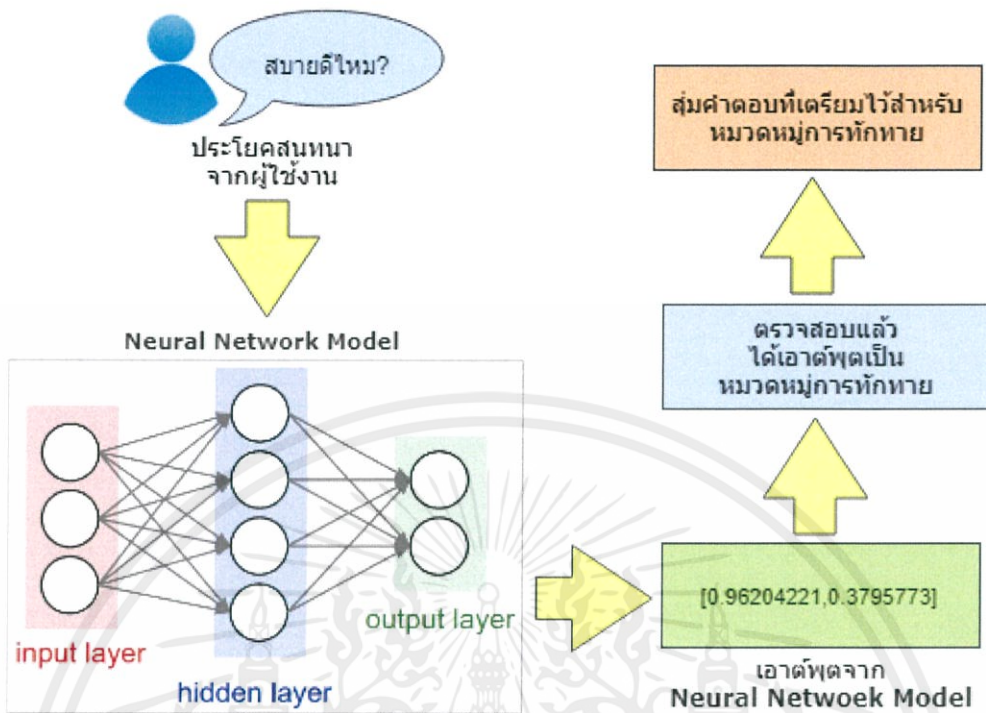 สบายดีไหม?
ประโยคสนทนา
จากผู้ใช้งาน
Neural Network Model
input layer
hidden layer
output layer
[0.96204221,0.3795773]
เอาต์พุตจาก
Neural Netwoek Model
ตรวจสอบแล้ว
ได้เอาต์พุตเป็น
หมวดหมู่การทักทาย
สุ่มคำตอบที่เตรียมไว้สำหรับ
หมวดหมู่การทักทาย